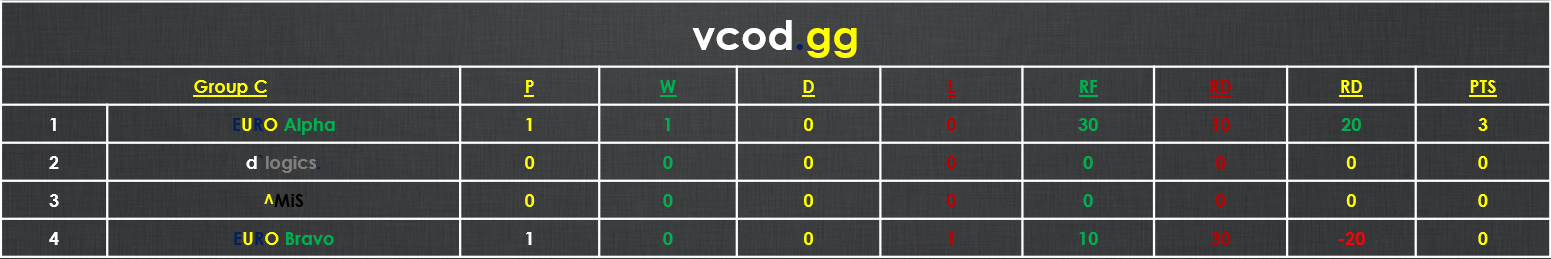 vcod.gg
Group C P W D L RF RD RD PTS
1 EURO Alpha 1 1 0 0 30 10 20 3
2 d logics 0 0 0 0 0 0 0 0
3 ^MiS 0 0 0 0 0 0 0 0
4 EURO Bravo 1 0 0 1 10 30 -20 0